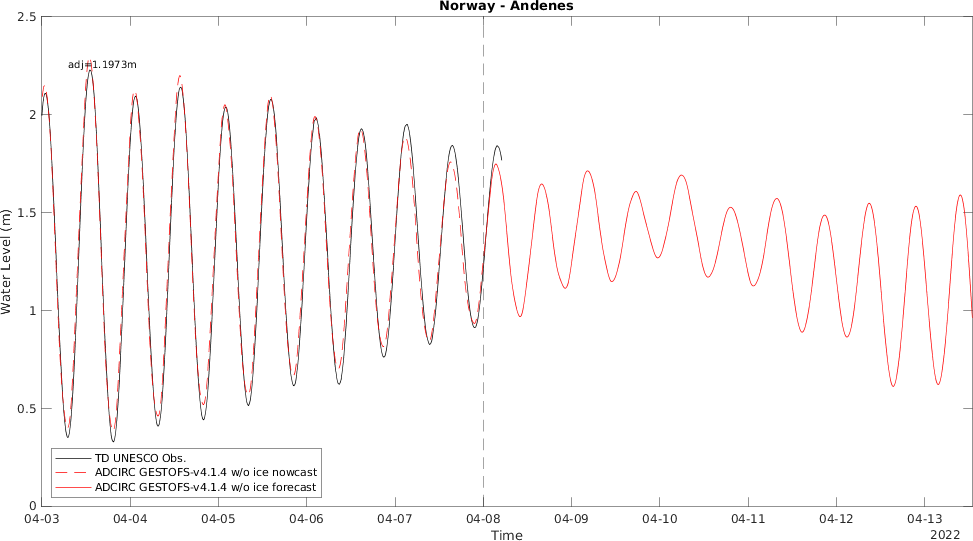 Norway - Andenes
adj=1.1973m
2.5
2
1.5
1
0.5
0
Water Level (m)
TD UNESCO Obs.
ADCIRC GESTOFS-v4.1.4 w/o ice nowcast
ADCIRC GESTOFS-v4.1.4 w/o ice forecast
04-03 04-04 04-05 04-06 04-07 04-08 04-09 04-10 04-11 04-12 04-13
Time
2022